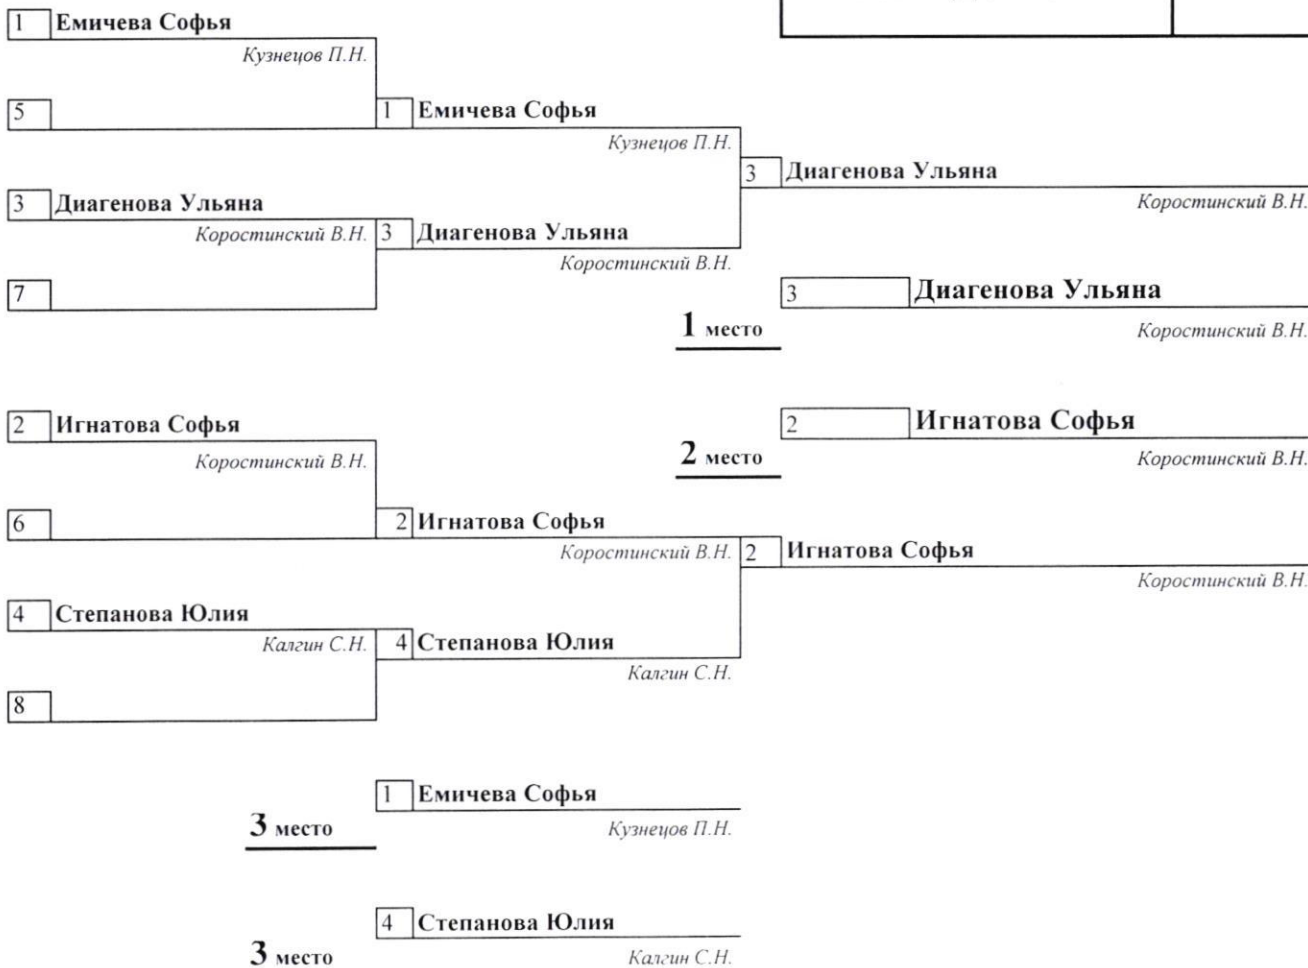 1 Емичева Софья
Кузнецов П.Н.
5
1 Емичева Софья
Кузнецов П.Н.
3 Диагенова Ульяна
Коростинский В.Н.
3 Диагенова Ульяна
Коростинский В.Н.
3 Диагенова Ульяна
Коростинский В.Н.
7
1 место
3 Диагенова Ульяна
Коростинский В.Н.
2 Игнатова Софья
Коростинский В.Н.
2 место
2 Игнатова Софья
Коростинский В.Н.
6
2 Игнатова Софья
Коростинский В.Н.
2 Игнатова Софья
Коростинский В.Н.
4 Степанова Юлия
Калгин С.Н.
4 Степанова Юлия
Калгин С.Н.
8
3 место
1 Емичева Софья
Кузнецов П.Н.
3 место
4 Степанова Юлия
Калгин С.Н.